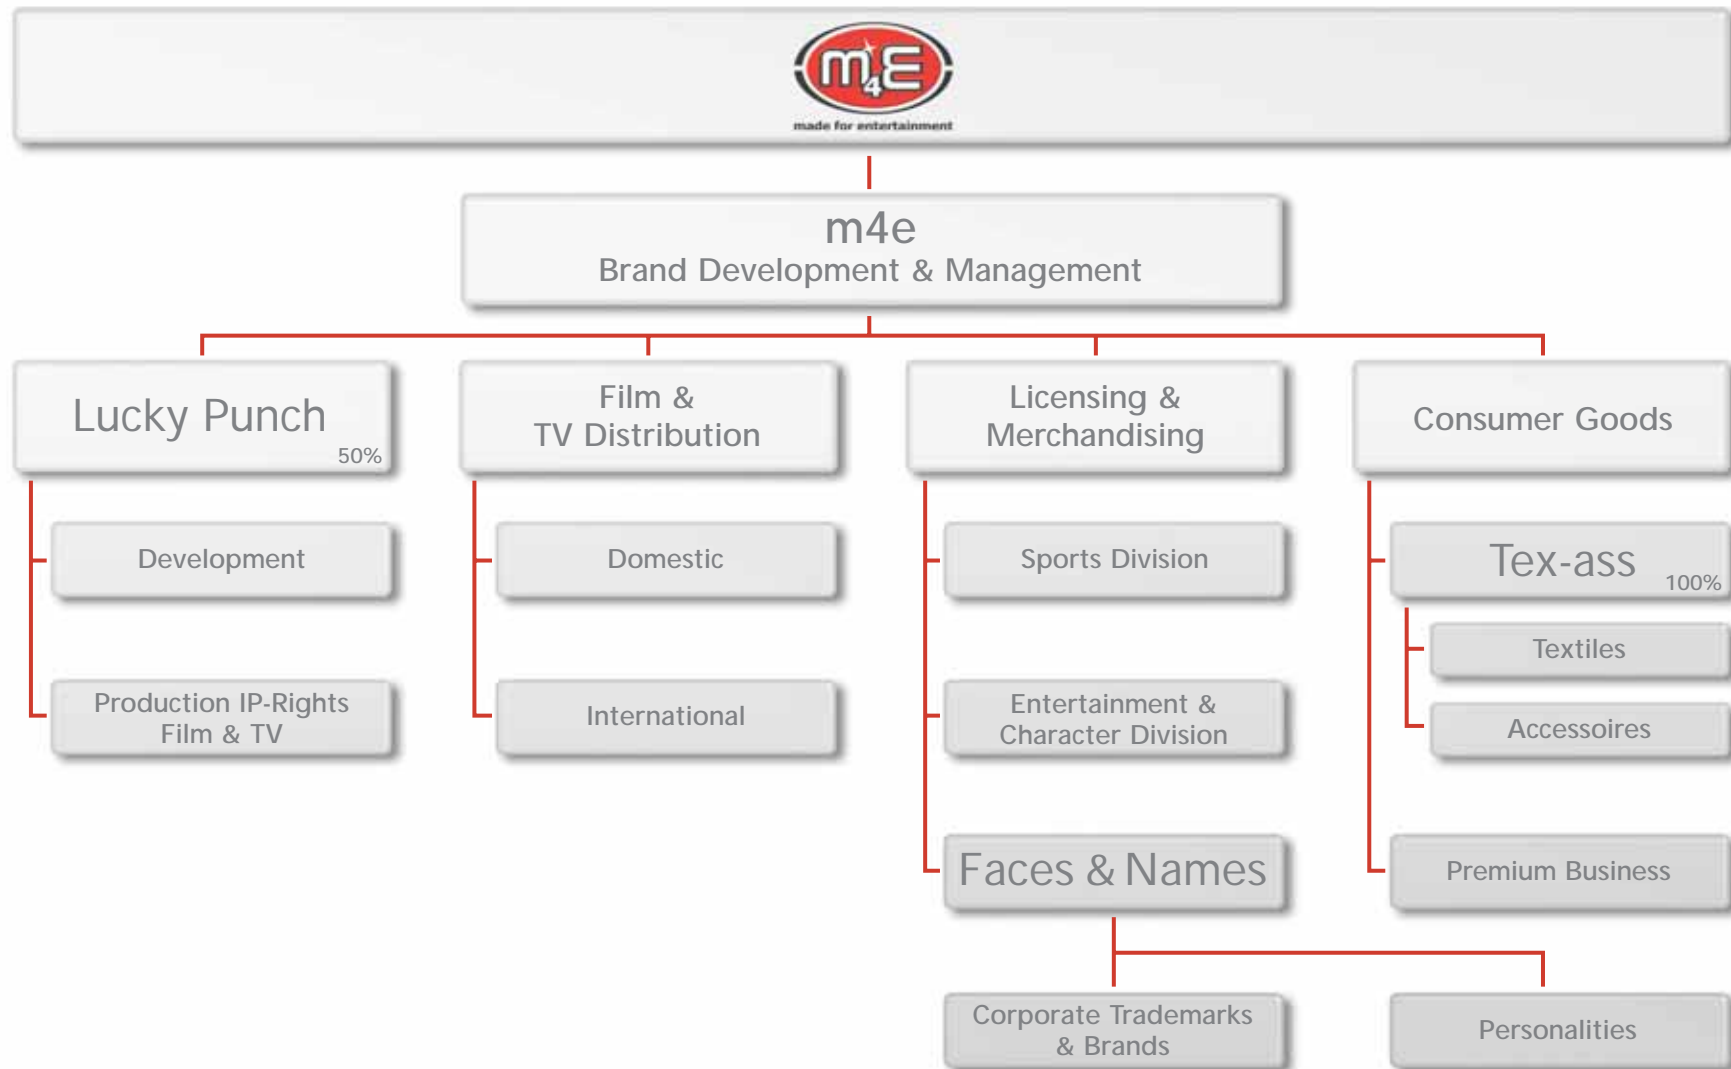 m4E
made for entertainment
m4e
Brand Development & Management
Lucky Punch
50%
Film &
TV Distribution
Licensing &
Merchandising
Consumer Goods
Development
Domestic
Sports Division
Tex-ass
100%
Textiles
Production IP-Rights
Film & TV
International
Entertainment &
Character Division
Accessoires
Faces & Names
Premium Business
Corporate Trademarks
& Brands
Personalities